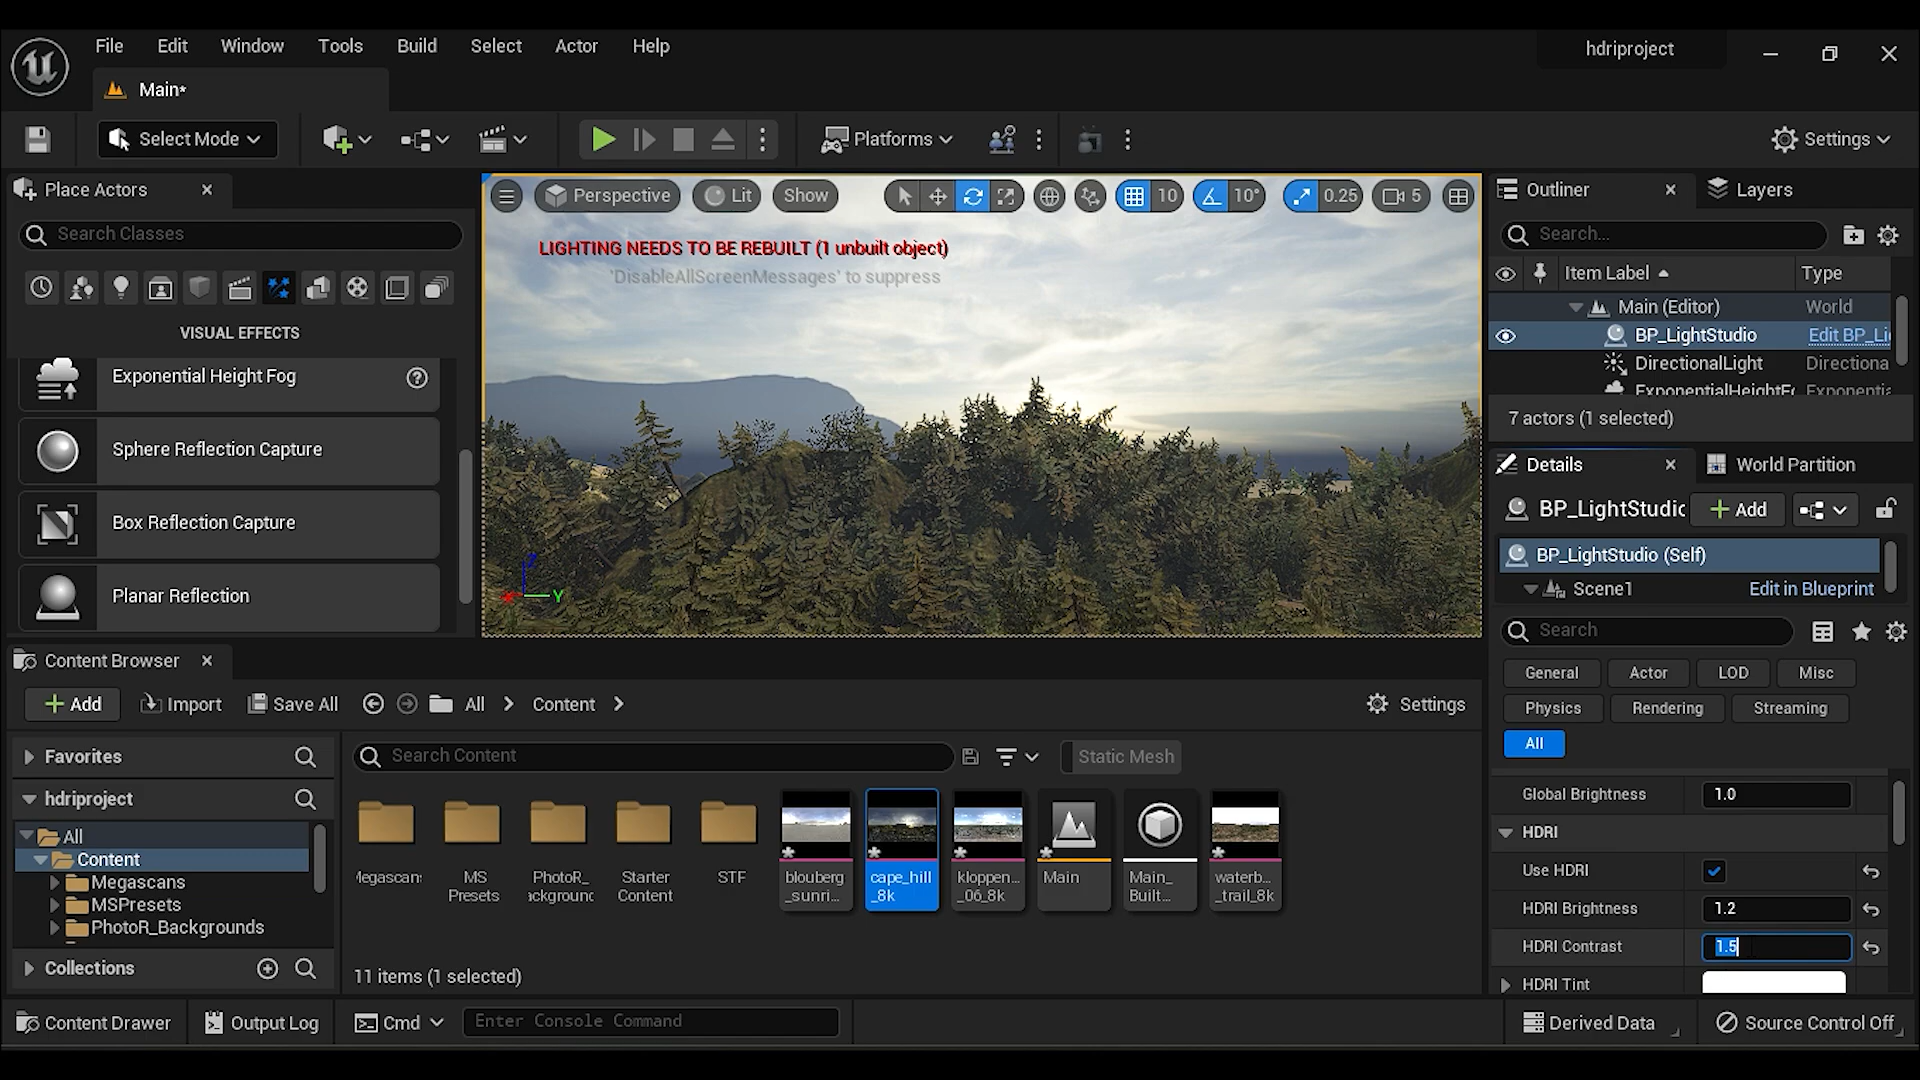 File Edit Window Tools Build Select Actor Help
hdriproject
Main*
Select Mode
Platforms
Settings
Place Actors
Search Classes
VISUAL EFFECTS
Exponential Height Fog
Sphere Reflection Capture
Box Reflection Capture
Planar Reflection
Perspective Lit Show 10 10° 0.25 5
LIGHTING NEEDS TO BE REBUILT (1 unbuilt object)
'DisableAllScreenMessages' to suppress
Z
X
Y
Outliner Layers
Search...
Item Label Type
Main (Editor) World
BP_LightStudio Edit BP_Li
DirectionalLight Directiona
ExponentialHeightFo Exponentia
7 actors (1 selected)
Details World Partition
BP_LightStudio Add
BP_LightStudio (Self)
Scene1 Edit in Blueprint
Search
General Actor LOD Misc
Physics Rendering Streaming
All
Global Brightness 1.0
HDRI
Use HDRI
HDRI Brightness 1.2
HDRI Contrast 1.5
HDRI Tint
Content Browser
Add Import Save All All Content Settings
Favorites
hdriproject
All
Content
Megascans
MSPresets
PhotoR_Backgrounds
Collections
Search Content
Static Mesh
Megascans
MS
Presets
PhotoR_
ackground
Starter
Content
STF
blouberg
_sunri...
cape_hill
_8k
kloppen...
_06_8k
Main
Main_
Built...
waterb...
_trail_8k
11 items (1 selected)
Content Drawer Output Log Cmd Enter Console Command Derived Data Source Control Off